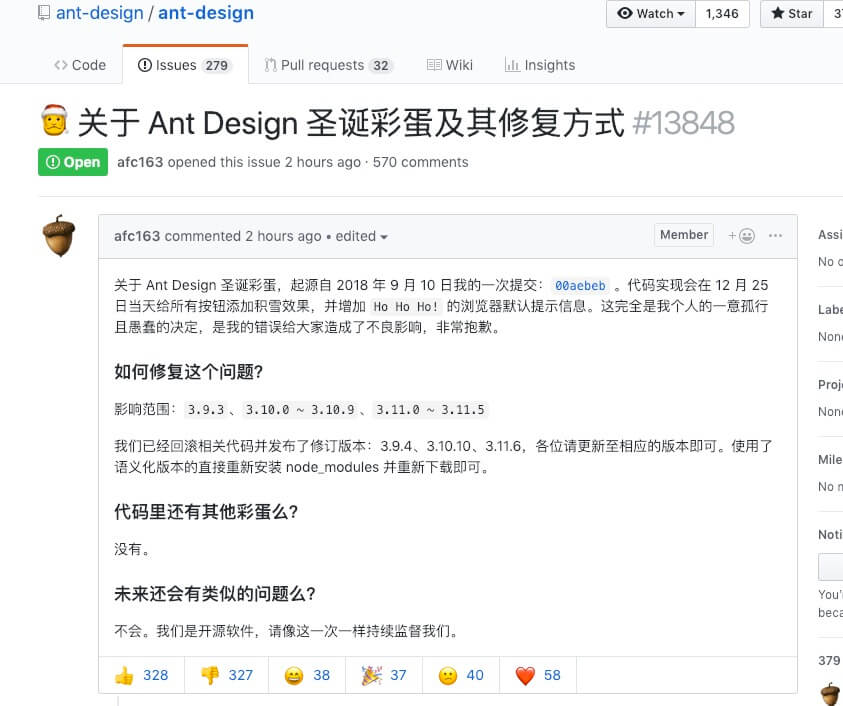 ant-design / ant-design
Watch 1,346 Star
Code Issues 279 Pull requests 32 Wiki Insights
关于 Ant Design 圣诞彩蛋及其修复方式 #13848
Open afc163 opened this issue 2 hours ago · 570 comments
afc163 commented 2 hours ago • edited Member
关于 Ant Design 圣诞彩蛋，起源自 2018 年 9 月 10 日我的一次提交：00aebeb 。代码实现会在 12 月 25
日当天给所有按钮添加积雪效果，并增加 Ho Ho Ho! 的浏览器默认提示信息。这完全是我个人的一意孤行
且愚蠢的决定，是我的错误给大家造成了不良影响，非常抱歉。
如何修复这个问题？
影响范围：3.9.3 、3.10.0 ~ 3.10.9 、3.11.0 ~ 3.11.5
我们已经回滚相关代码并发布了修订版本：3.9.4、3.10.10、3.11.6，各位请更新至相应的版本即可。使用了
语义化版本的直接重新安装 node_modules 并重新下载即可。
代码里还有其他彩蛋么？
没有。
未来还会有类似的问题么？
不会。我们是开源软件，请像这一次一样持续监督我们。
328 327 38 37 40 58
379